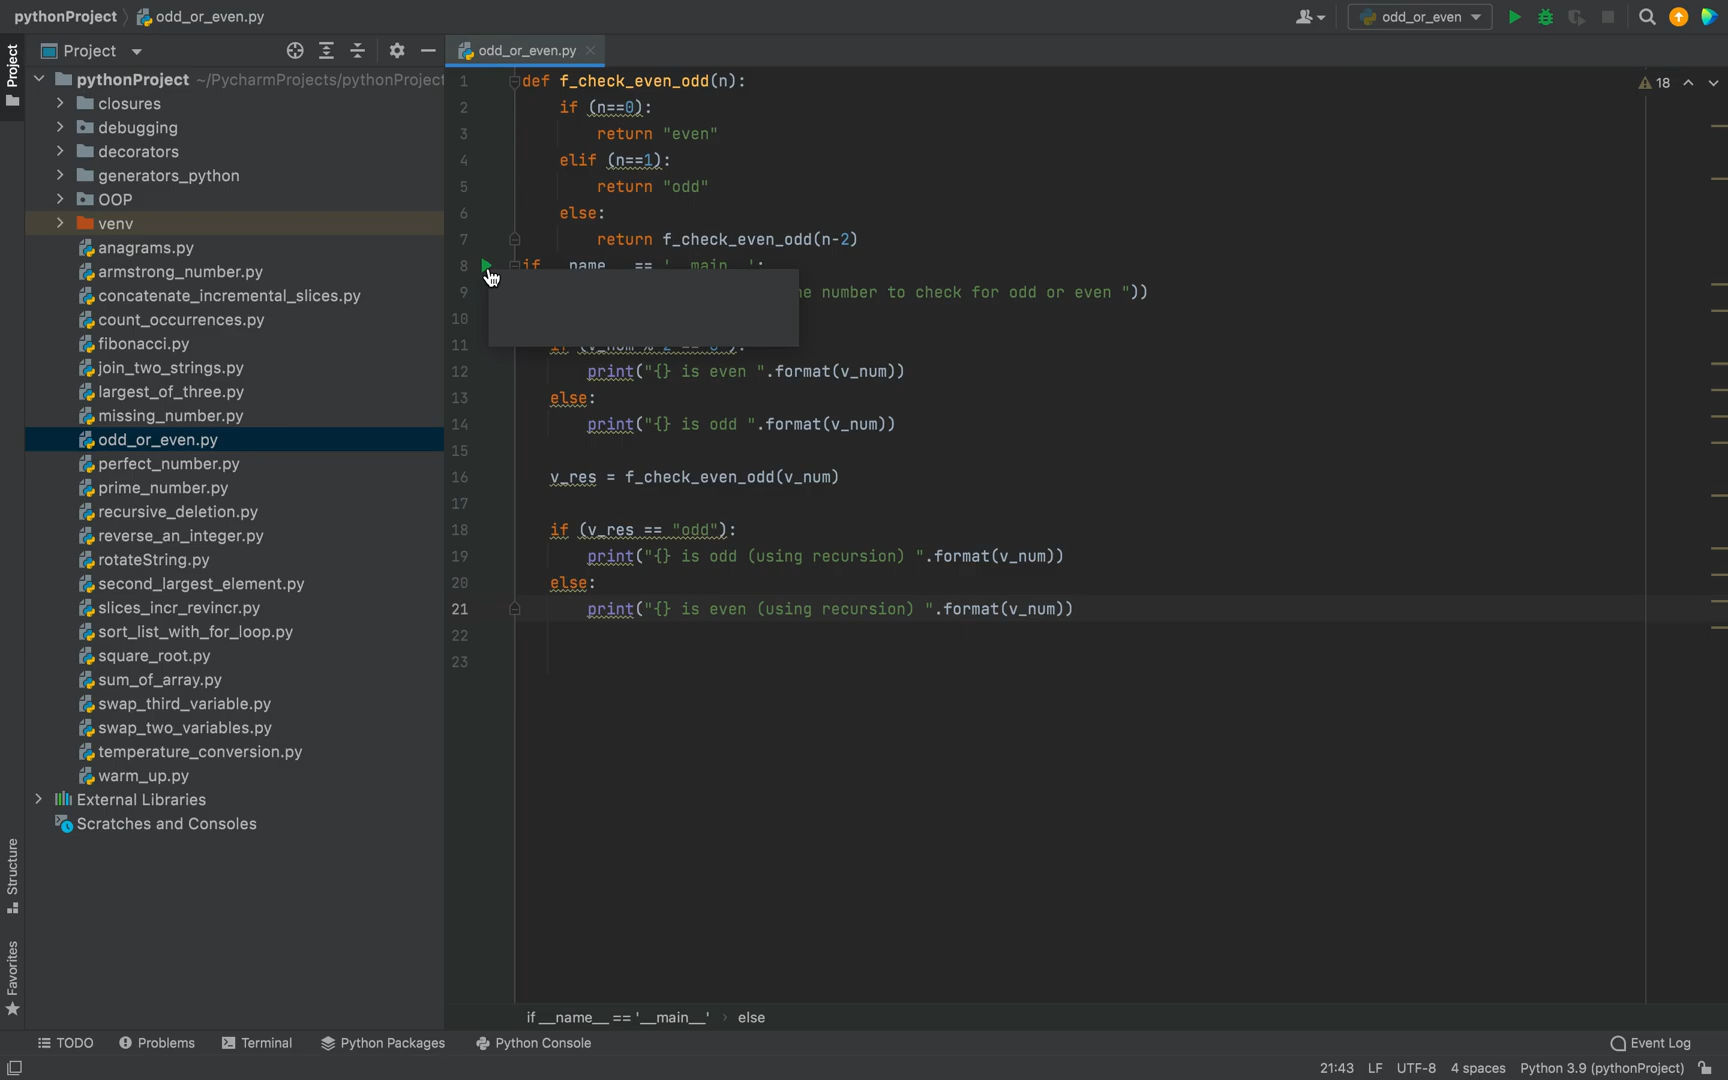 pythonProject odd_or_even.py
odd_or_even
Project
odd_or_even.py
Project
Structure
Favorites
pythonProject ~/PycharmProjects/pythonProject
closures
debugging
decorators
generators_python
OOP
venv
anagrams.py
armstrong_number.py
concatenate_incremental_slices.py
count_occurrences.py
fibonacci.py
join_two_strings.py
largest_of_three.py
missing_number.py
odd_or_even.py
perfect_number.py
prime_number.py
recursive_deletion.py
reverse_an_integer.py
rotateString.py
second_largest_element.py
slices_incr_revincr.py
sort_list_with_for_loop.py
square_root.py
sum_of_array.py
swap_third_variable.py
swap_two_variables.py
temperature_conversion.py
warm_up.py
External Libraries
Scratches and Consoles
18
1 def f_check_even_odd(n):
2 if (n==0):
3 return "even"
4 elif (n==1):
5 return "odd"
6 else:
7 return f_check_even_odd(n-2)
8 if __name__ == '__main__':
9 e number to check for odd or even "))
10
11 if (v_num % 2 == 0 ):
12 print("{} is even ".format(v_num))
13 else:
14 print("{} is odd ".format(v_num))
15
16 v_res = f_check_even_odd(v_num)
17
18 if (v_res == "odd"):
19 print("{} is odd (using recursion) ".format(v_num))
20 else:
21 print("{} is even (using recursion) ".format(v_num))
22
23
if __name__ == '__main__' › else
TODO Problems Terminal Python Packages Python Console Event Log
21:43 LF UTF-8 4 spaces Python 3.9 (pythonProject)